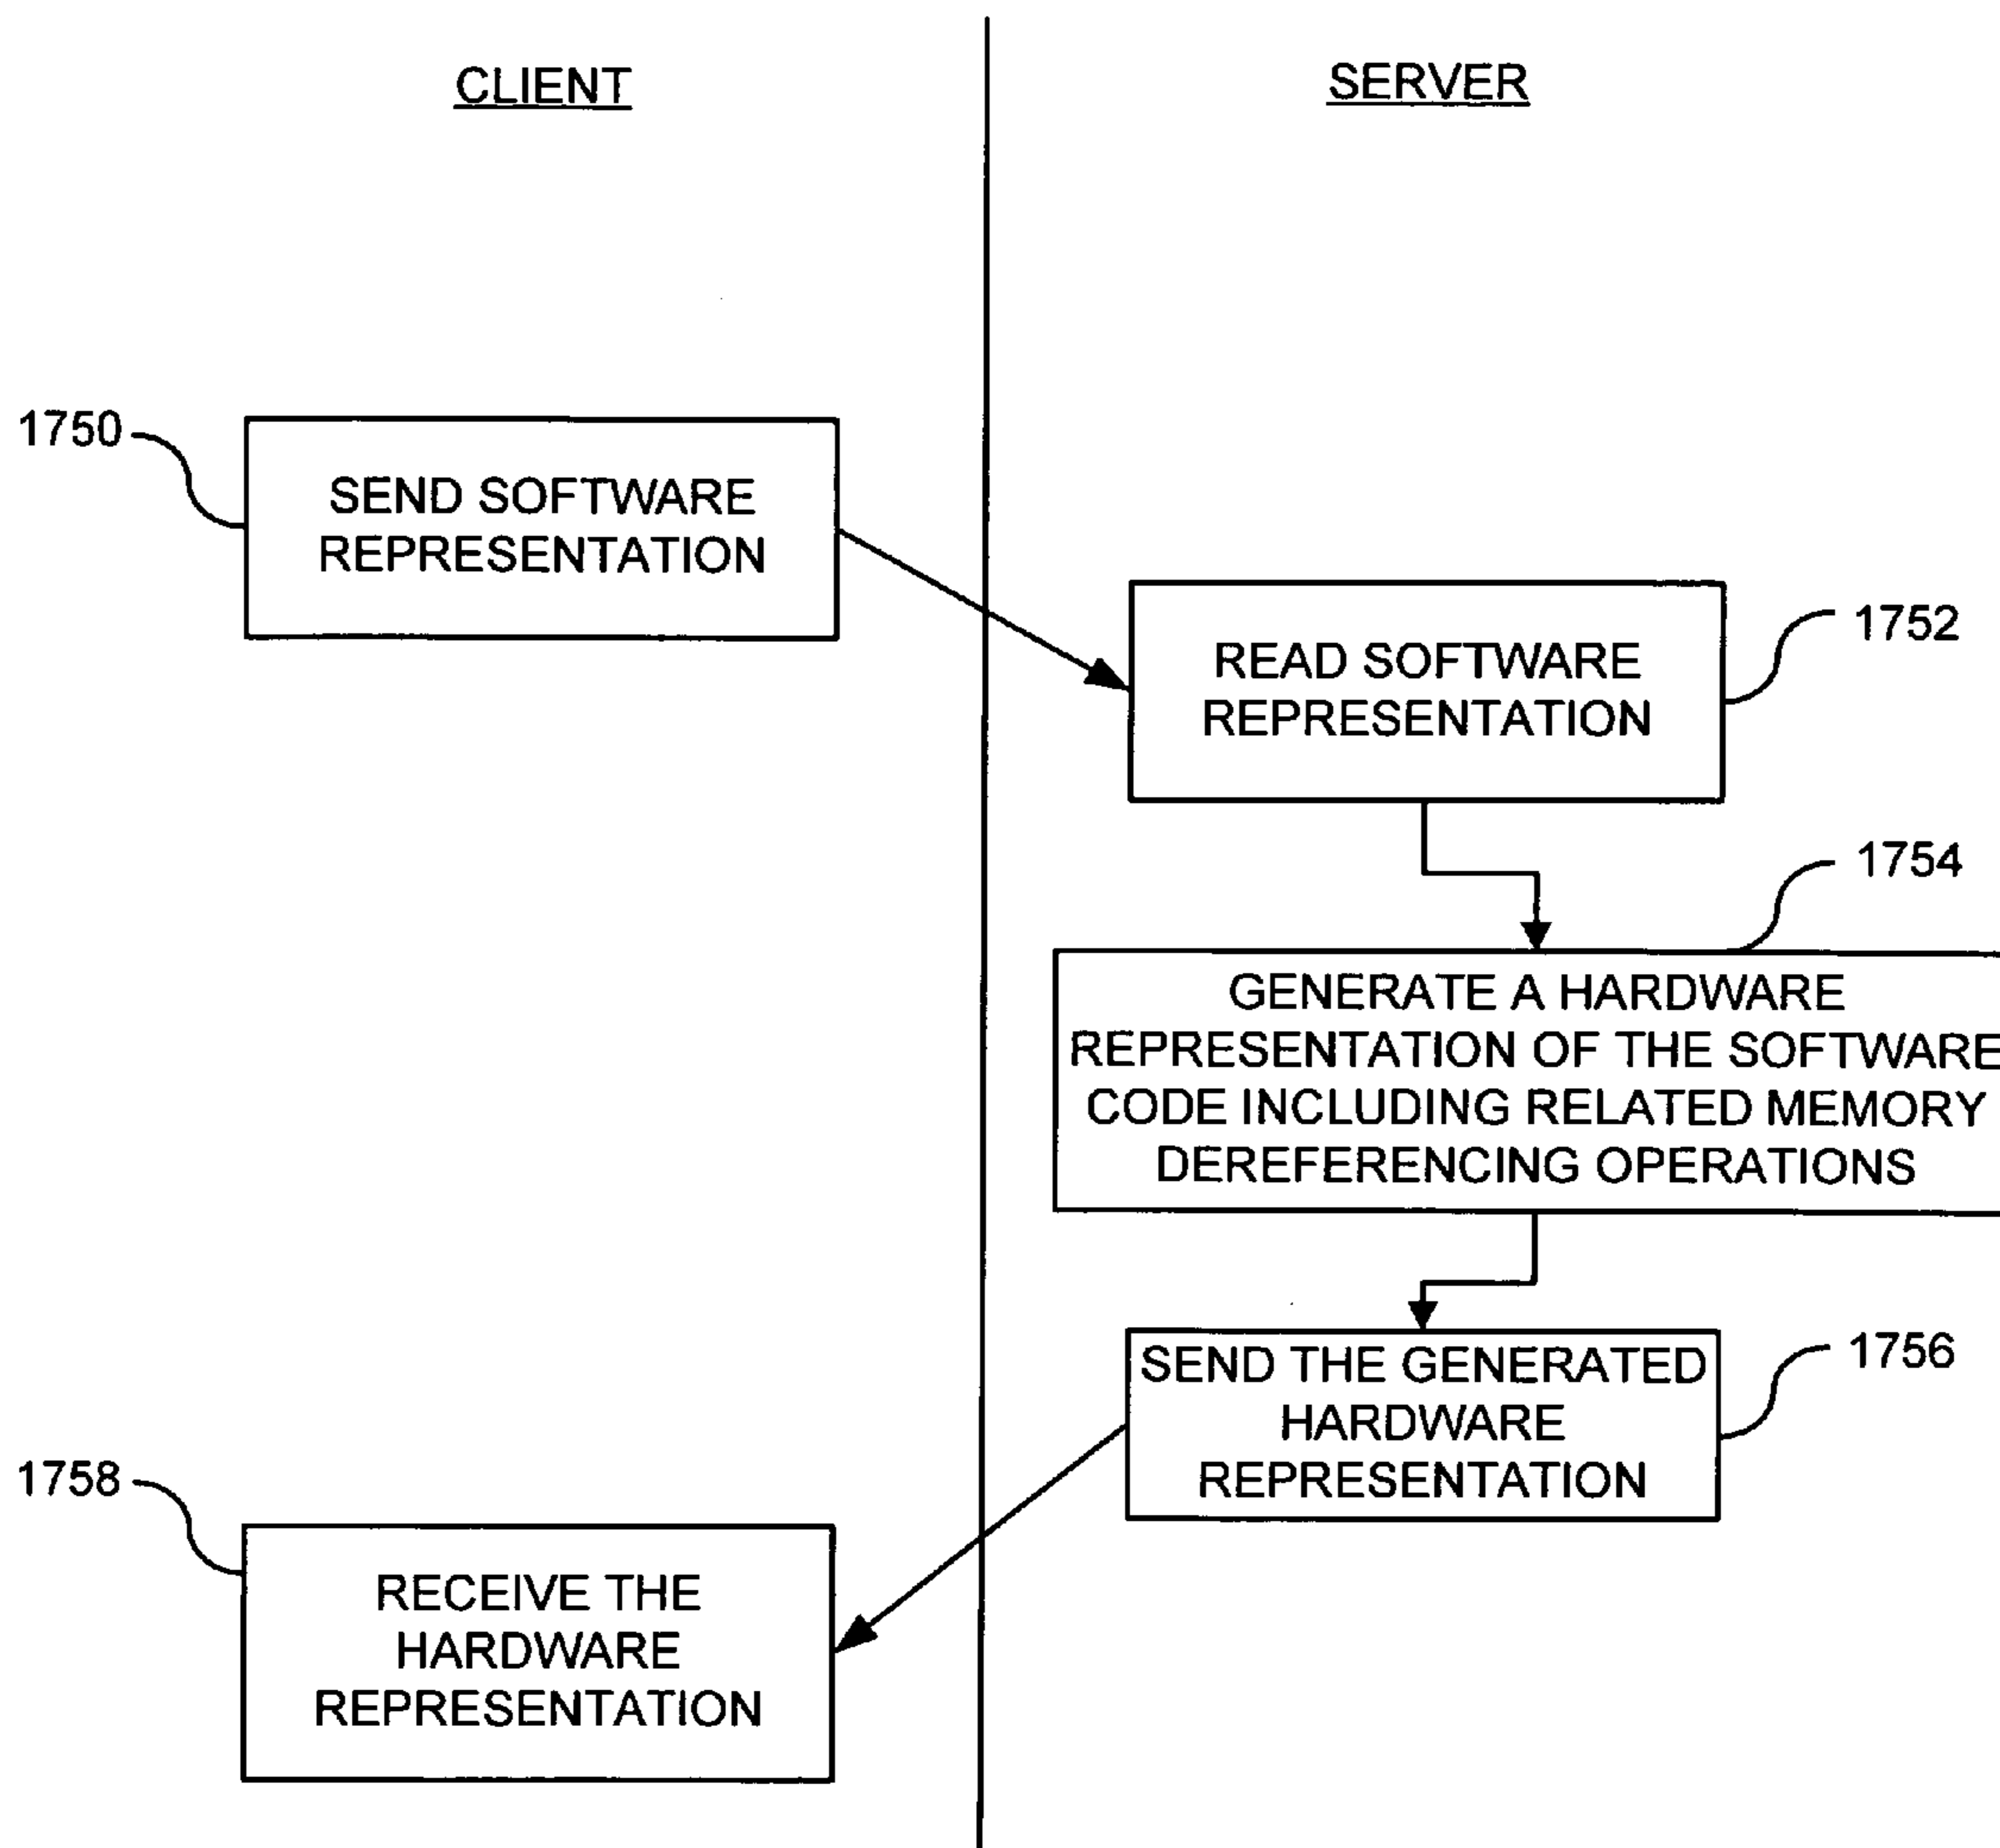 CLIENT
SERVER
1750
SEND SOFTWARE
REPRESENTATION
1752
READ SOFTWARE
REPRESENTATION
1754
GENERATE A HARDWARE
REPRESENTATION OF THE SOFTWARE
CODE INCLUDING RELATED MEMORY
DEREFERENCING OPERATIONS
1756
SEND THE GENERATED
HARDWARE
REPRESENTATION
1758
RECEIVE THE
HARDWARE
REPRESENTATION